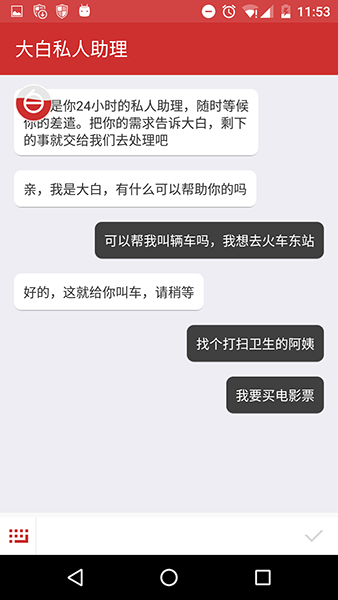 11:53
大白私人助理
是你24小时的私人助理，随时等候
你的差遣。把你的需求告诉大白，剩下
的事就交给我们去处理吧
亲，我是大白，有什么可以帮助你的吗
可以帮我叫辆车吗，我想去火车东站
好的，这就给你叫车，请稍等
找个打扫卫生的阿姨
我要买电影票